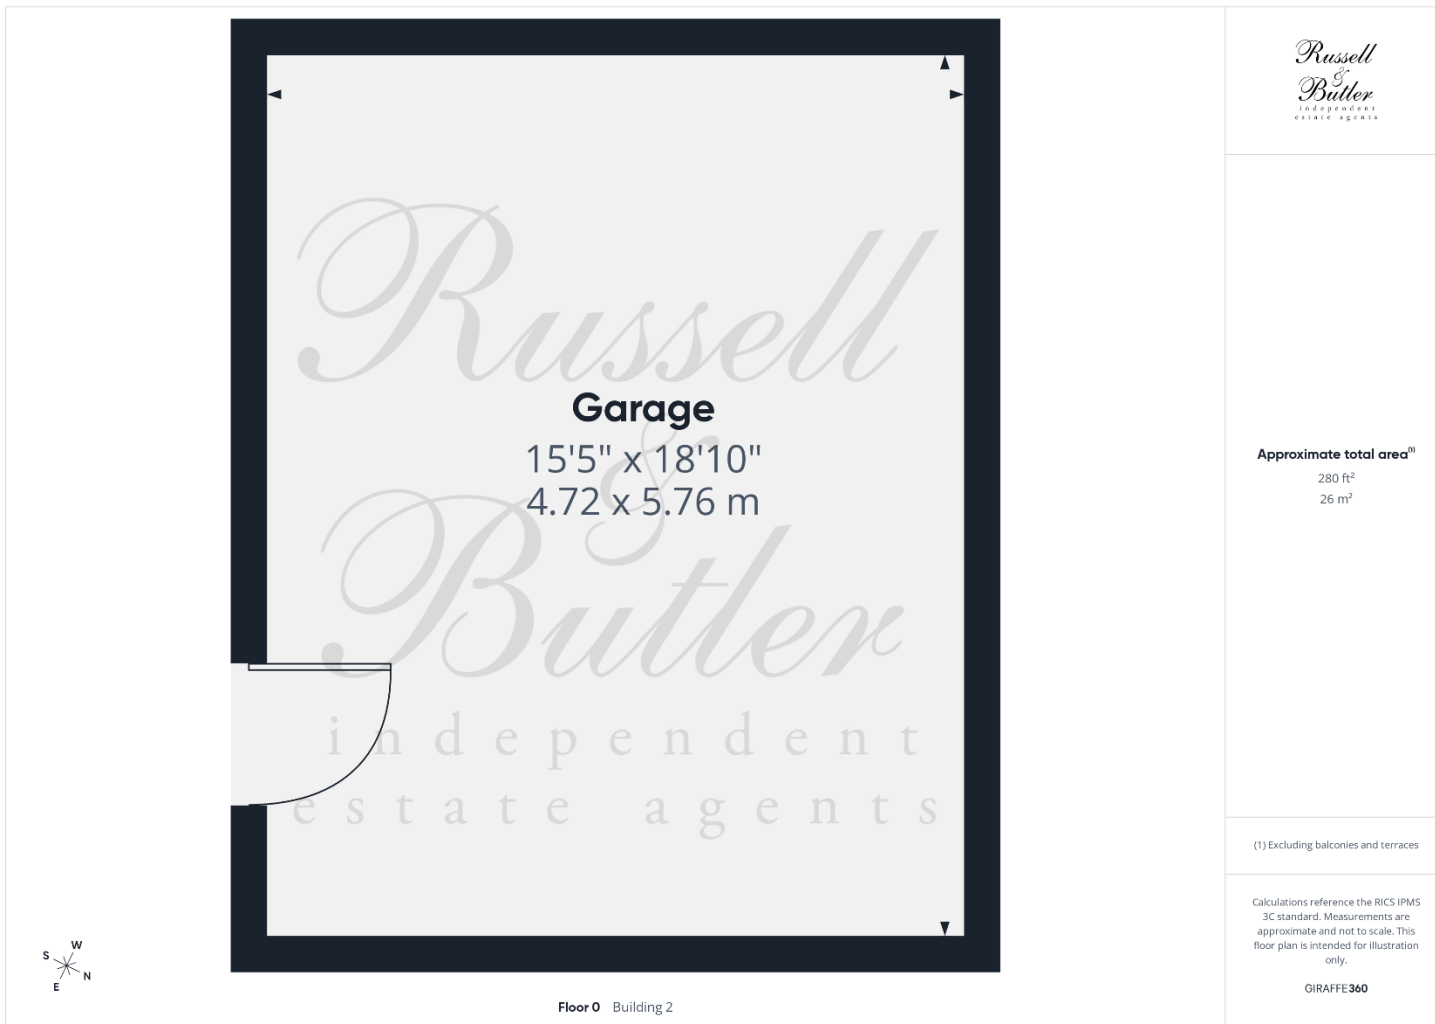 Russell
&
Butler
independent
estate agents
Russell
Garage
&
15'5" x 18'10"
4.72 x 5.76 m
Butler
independent
estate agents
Approximate total area(1)
280 ft²
26 m²
(1) Excluding balconies and terraces
Calculations reference the RICS IPMS
3C standard. Measurements are
approximate and not to scale. This
floor plan is intended for illustration
only.
GIRAFFE360
W
S
N
E
Floor 0 Building 2